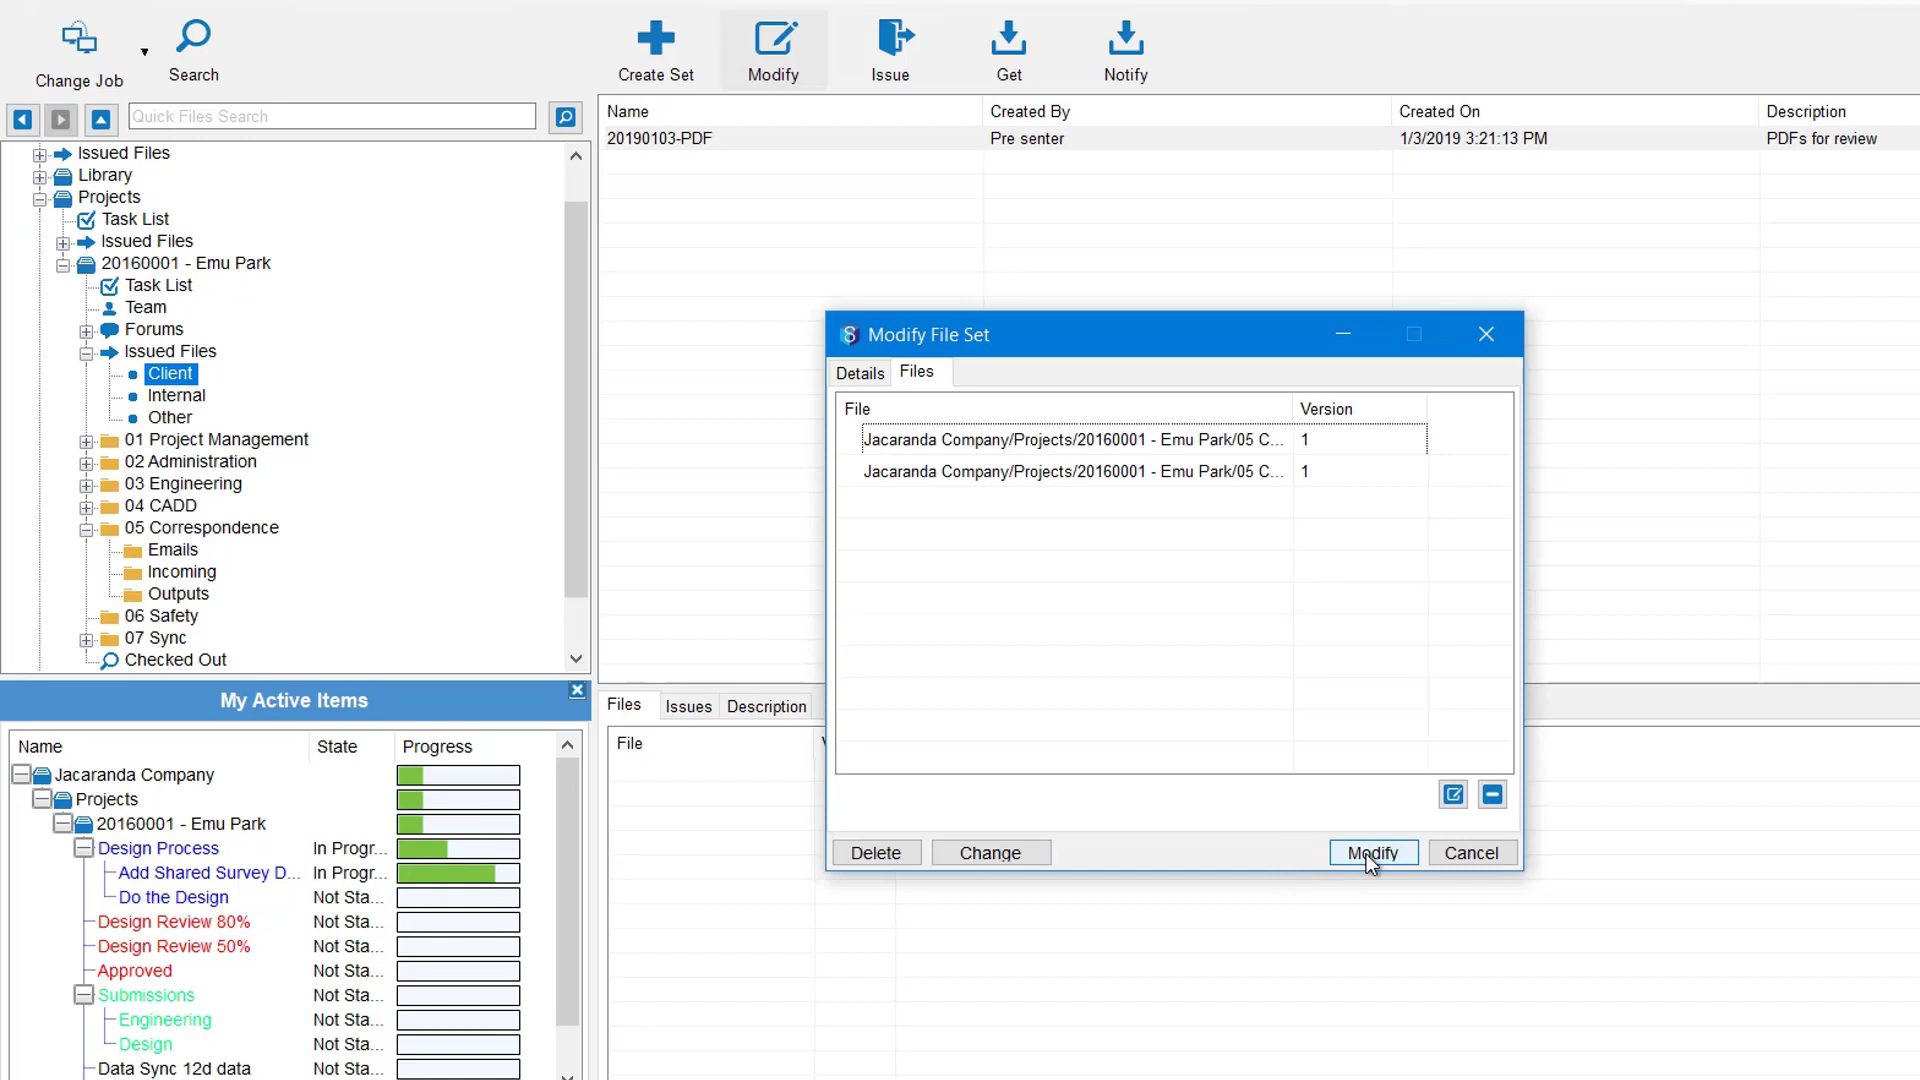 Change Job
Search
Create Set
Modify
Issue
Get
Notify
Quick Files Search
Issued Files
Library
Projects
Task List
Issued Files
20160001 - Emu Park
Task List
Team
Forums
Issued Files
Client
Internal
Other
01 Project Management
02 Administration
03 Engineering
04 CADD
05 Correspondence
Emails
Incoming
Outputs
06 Safety
07 Sync
Checked Out
Name Created By Created On Description
20190103-PDF Pre senter 1/3/2019 3:21:13 PM PDFs for review
Modify File Set
Details Files
File Version
Jacaranda Company/Projects/20160001 - Emu Park/05 C... 1
Jacaranda Company/Projects/20160001 - Emu Park/05 C... 1
Delete Change Modify Cancel
My Active Items
Name State Progress
Jacaranda Company
Projects
20160001 - Emu Park
Design Process In Progr...
Add Shared Survey D... In Progr...
Do the Design Not Sta...
Design Review 80% Not Sta...
Design Review 50% Not Sta...
Approved Not Sta...
Submissions Not Sta...
Engineering Not Sta...
Design Not Sta...
Data Sync 12d data Not Sta...
Files Issues Description
File